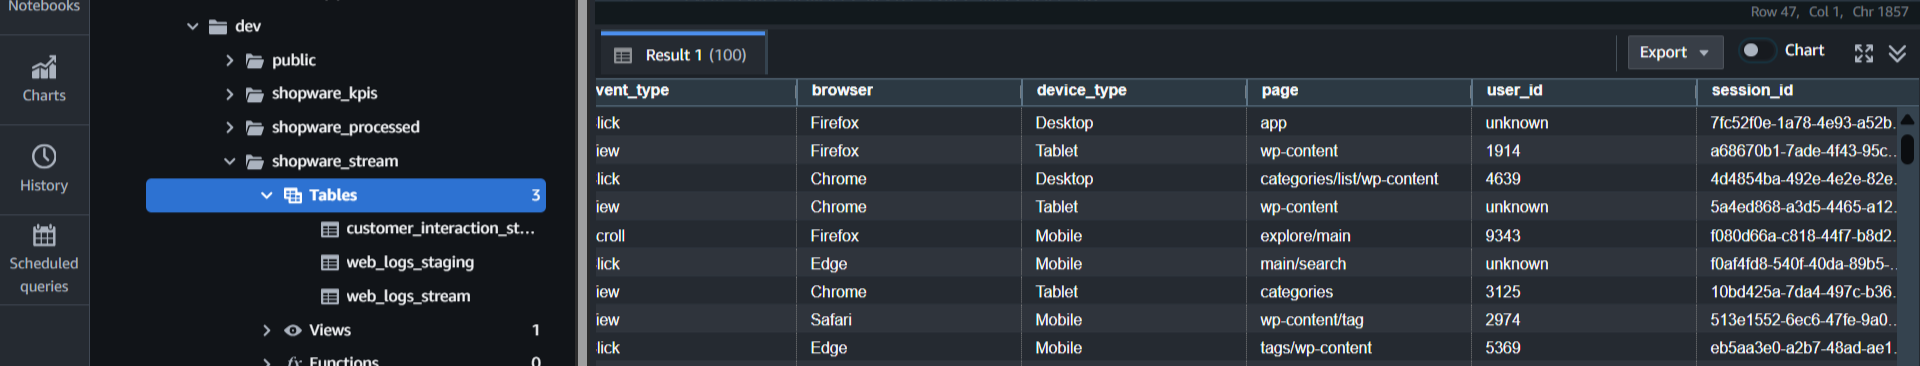 Notebooks
Charts
History
Scheduled
queries
dev
public
shopware_kpis
shopware_processed
shopware_stream
Tables 3
customer_interaction_st...
web_logs_staging
web_logs_stream
Views 1
fx Functions 0
Row 47, Col 1, Chr 1857
Result 1 (100)
Export Chart
vent_type browser device_type page user_id session_id
lick Firefox Desktop app unknown 7fc52f0e-1a78-4e93-a52b...
iew Firefox Tablet wp-content 1914 a68670b1-7ade-4f43-95c...
lick Chrome Desktop categories/list/wp-content 4639 4d4854ba-492e-4e2e-82e...
iew Chrome Tablet wp-content unknown 5a4ed868-a3d5-4465-a12...
croll Firefox Mobile explore/main 9343 f080d66a-c818-44f7-b8d2...
lick Edge Mobile main/search unknown f0af4fd8-540f-40da-89b5-...
iew Chrome Tablet categories 3125 10bd425a-7da4-497c-b36...
iew Safari Mobile wp-content/tag 2974 513e1552-6ec6-47fe-9a0...
lick Edge Mobile tags/wp-content 5369 eb5aa3e0-a2b7-48ad-ae1...